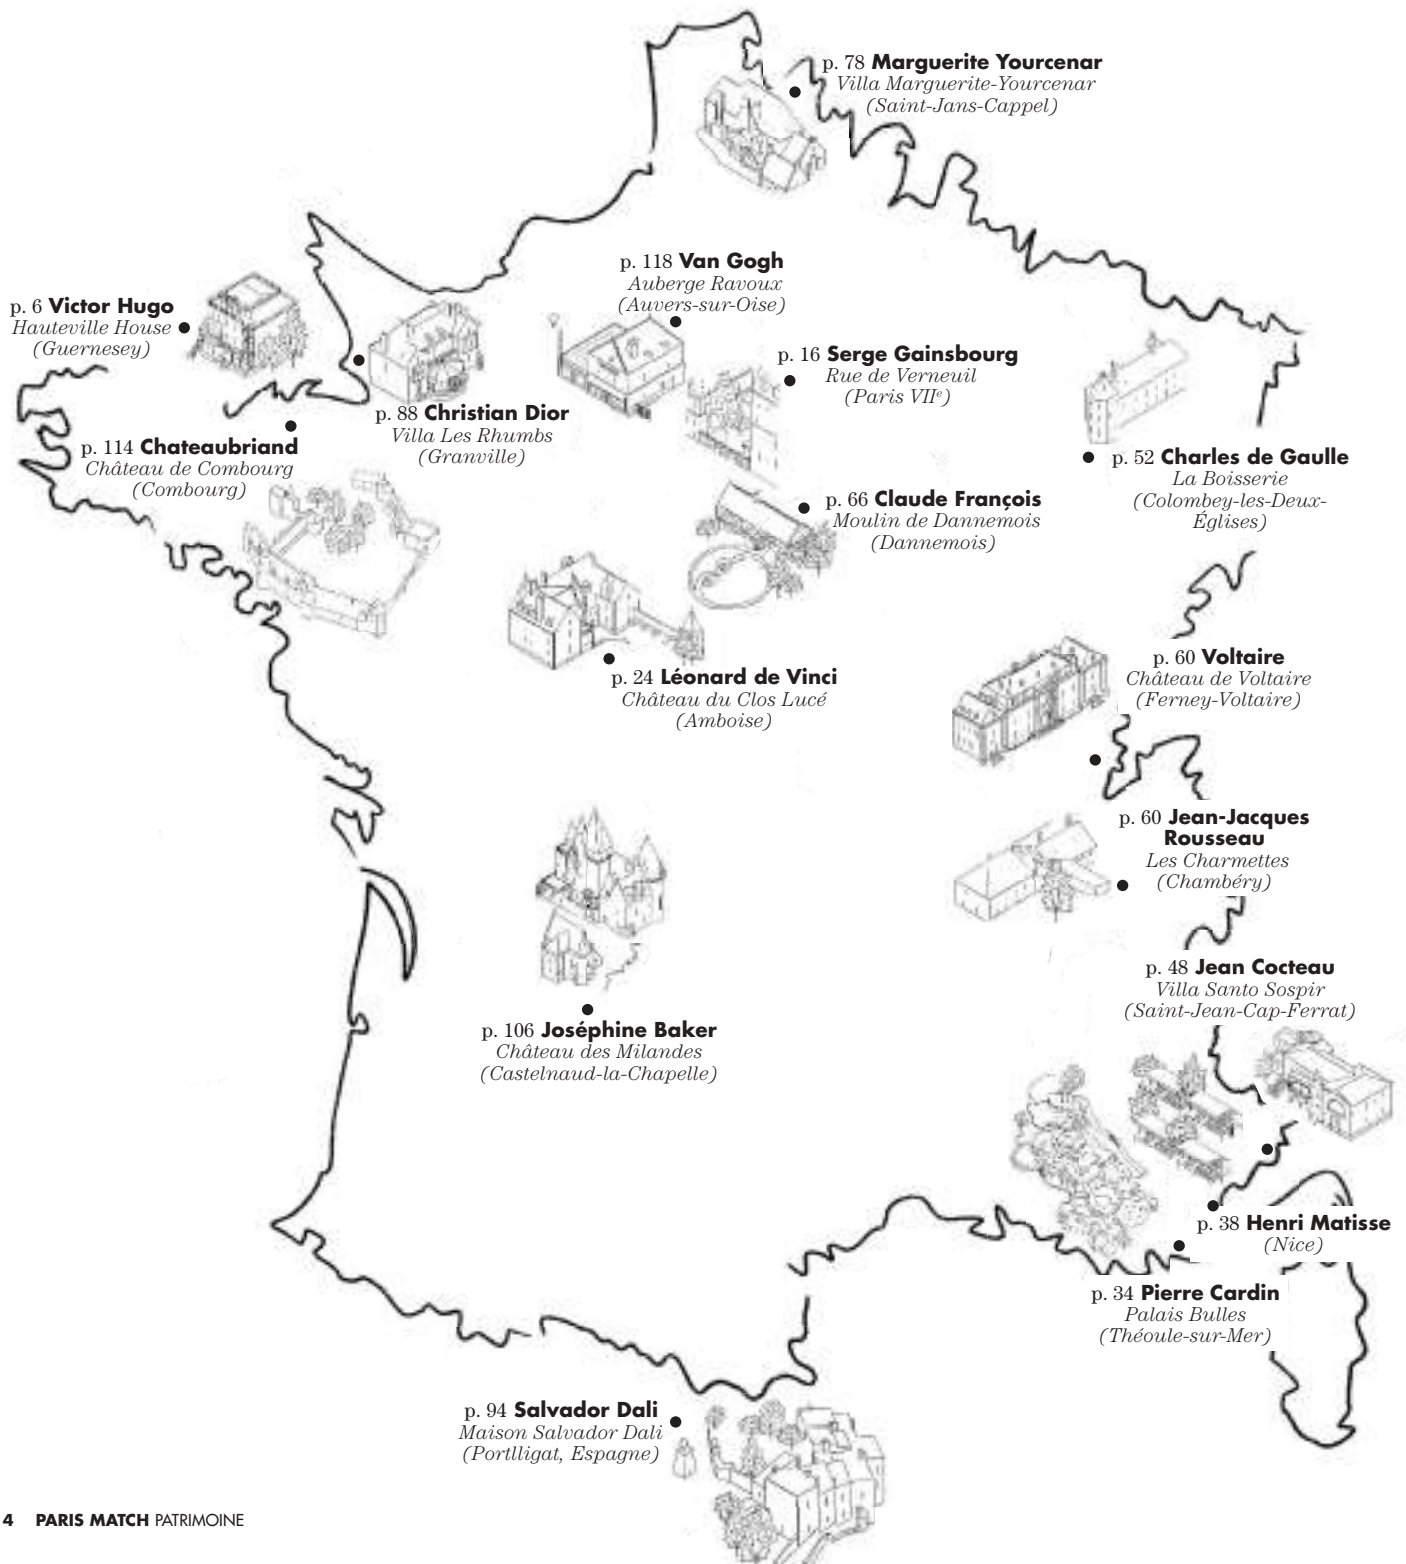 p. 78 Marguerite Yourcenar
Villa Marguerite-Yourcenar
(Saint-Jans-Cappel)
p. 118 Van Gogh
Auberge Ravoux
(Auvers-sur-Oise)
p. 6 Victor Hugo
Hauteville House
(Guernesey)
p. 16 Serge Gainsbourg
Rue de Verneuil
(Paris VIIe)
p. 88 Christian Dior
Villa Les Rhumbs
(Granville)
p. 114 Chateaubriand
Château de Combourg
(Combourg)
p. 52 Charles de Gaulle
La Boisserie
(Colombey-les-Deux-
Églises)
p. 66 Claude François
Moulin de Dannemois
(Dannemois)
p. 24 Léonard de Vinci
Château du Clos Lucé
(Amboise)
p. 60 Voltaire
Château de Voltaire
(Ferney-Voltaire)
p. 60 Jean-Jacques
Rousseau
Les Charmettes
(Chambéry)
p. 48 Jean Cocteau
Villa Santo Sospir
(Saint-Jean-Cap-Ferrat)
p. 106 Joséphine Baker
Château des Milandes
(Castelnaud-la-Chapelle)
p. 38 Henri Matisse
(Nice)
p. 34 Pierre Cardin
Palais Bulles
(Théoule-sur-Mer)
p. 94 Salvador Dali
Maison Salvador Dali
(Portlligat, Espagne)
4 PARIS MATCH PATRIMOINE